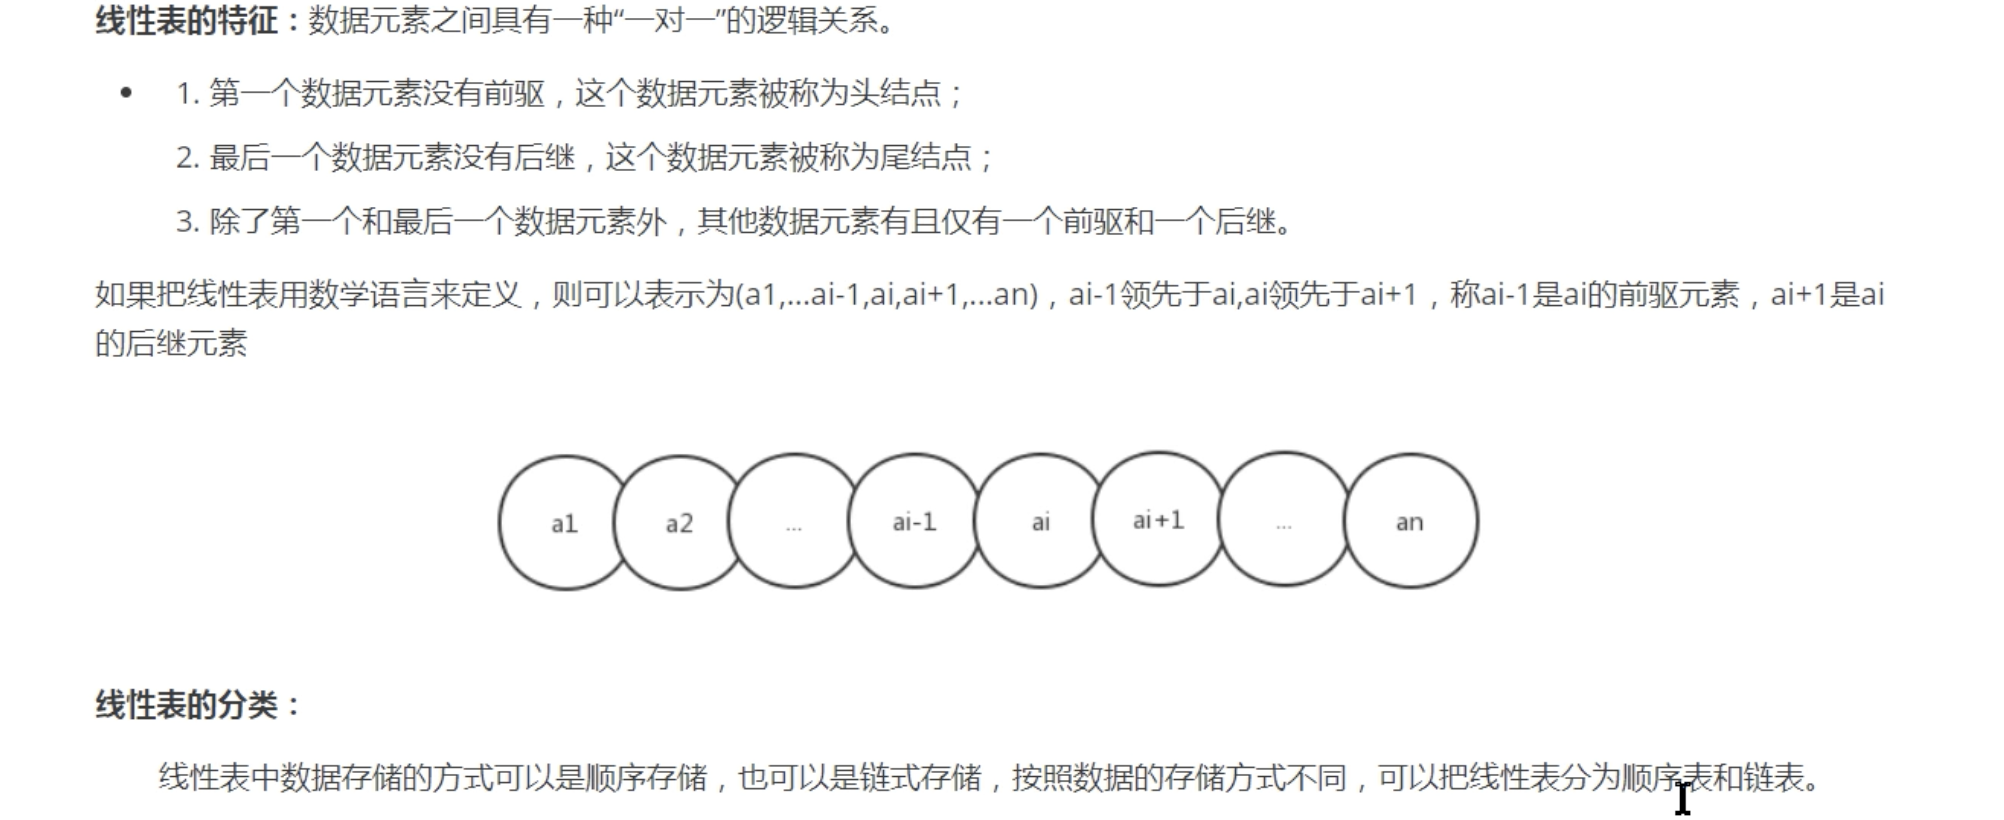 线性表的特征：数据元素之间具有一种“一对一”的逻辑关系。
1. 第一个数据元素没有前驱，这个数据元素被称为头结点；
2. 最后一个数据元素没有后继，这个数据元素被称为尾结点；
3. 除了第一个和最后一个数据元素外，其他数据元素有且仅有一个前驱和一个后继。
如果把线性表用数学语言来定义，则可以表示为(a1,...ai-1,ai,ai+1,...an)，ai-1领先于ai,ai领先于ai+1，称ai-1是ai的前驱元素，ai+1是ai
的后继元素
a1 a2 ... ai-1 ai ai+1 ... an
线性表的分类：
线性表中数据存储的方式可以是顺序存储，也可以是链式存储，按照数据的存储方式不同，可以把线性表分为顺序表和链表。